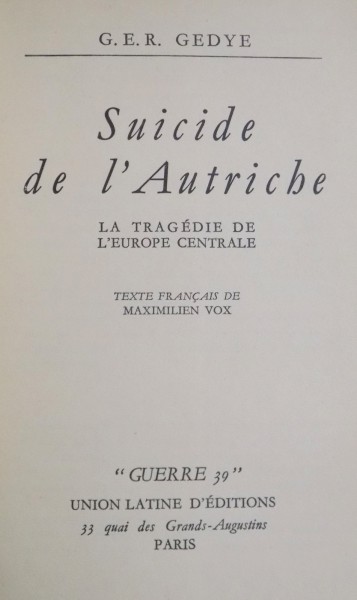 G. E. R. GEDYE
Suicide
de l'Autriche
LA TRAGÉDIE DE
L'EUROPE CENTRALE
TEXTE FRANÇAIS DE
MAXIMILIEN VOX
“ GUERRE 39 ”
UNION LATINE D'ÉDITIONS
33 quai des Grands-Augustins
PARIS